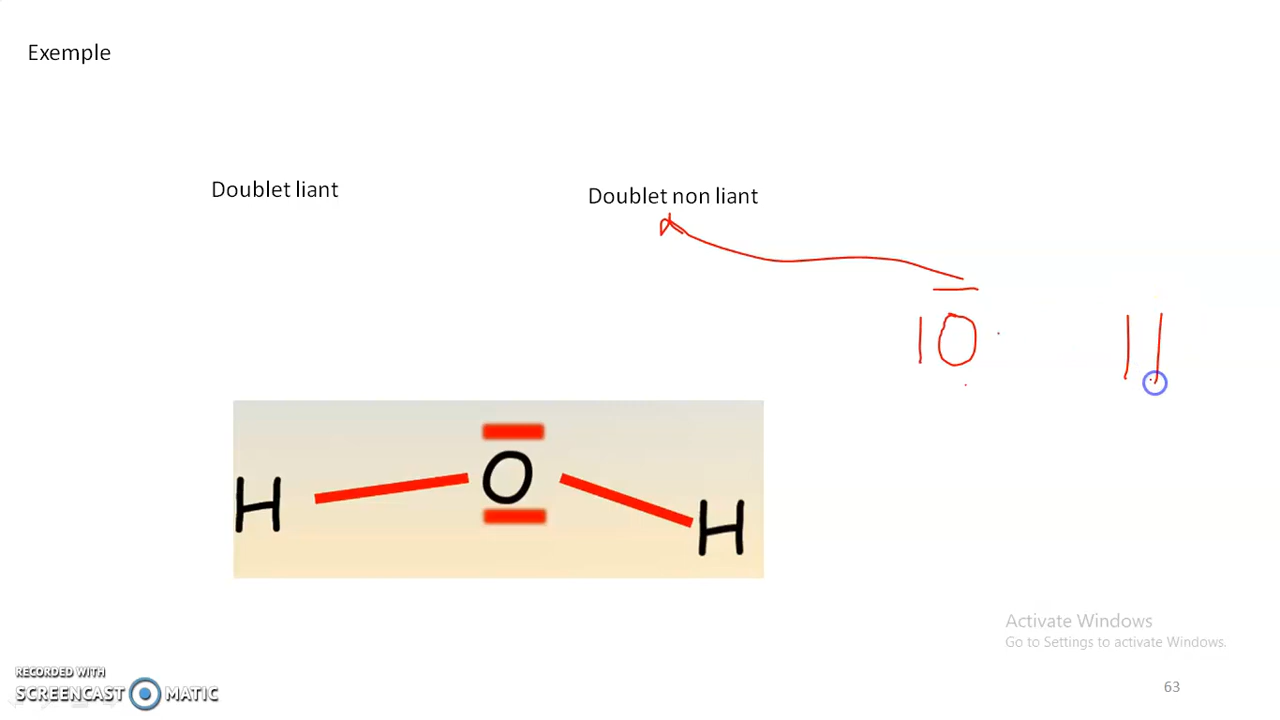 Exemple
Doublet liant
Doublet non liant
|O
||
O
H
H
Activate Windows
Go to Settings to activate Windows.
RECORDED WITH
SCREENCAST MATIC
63